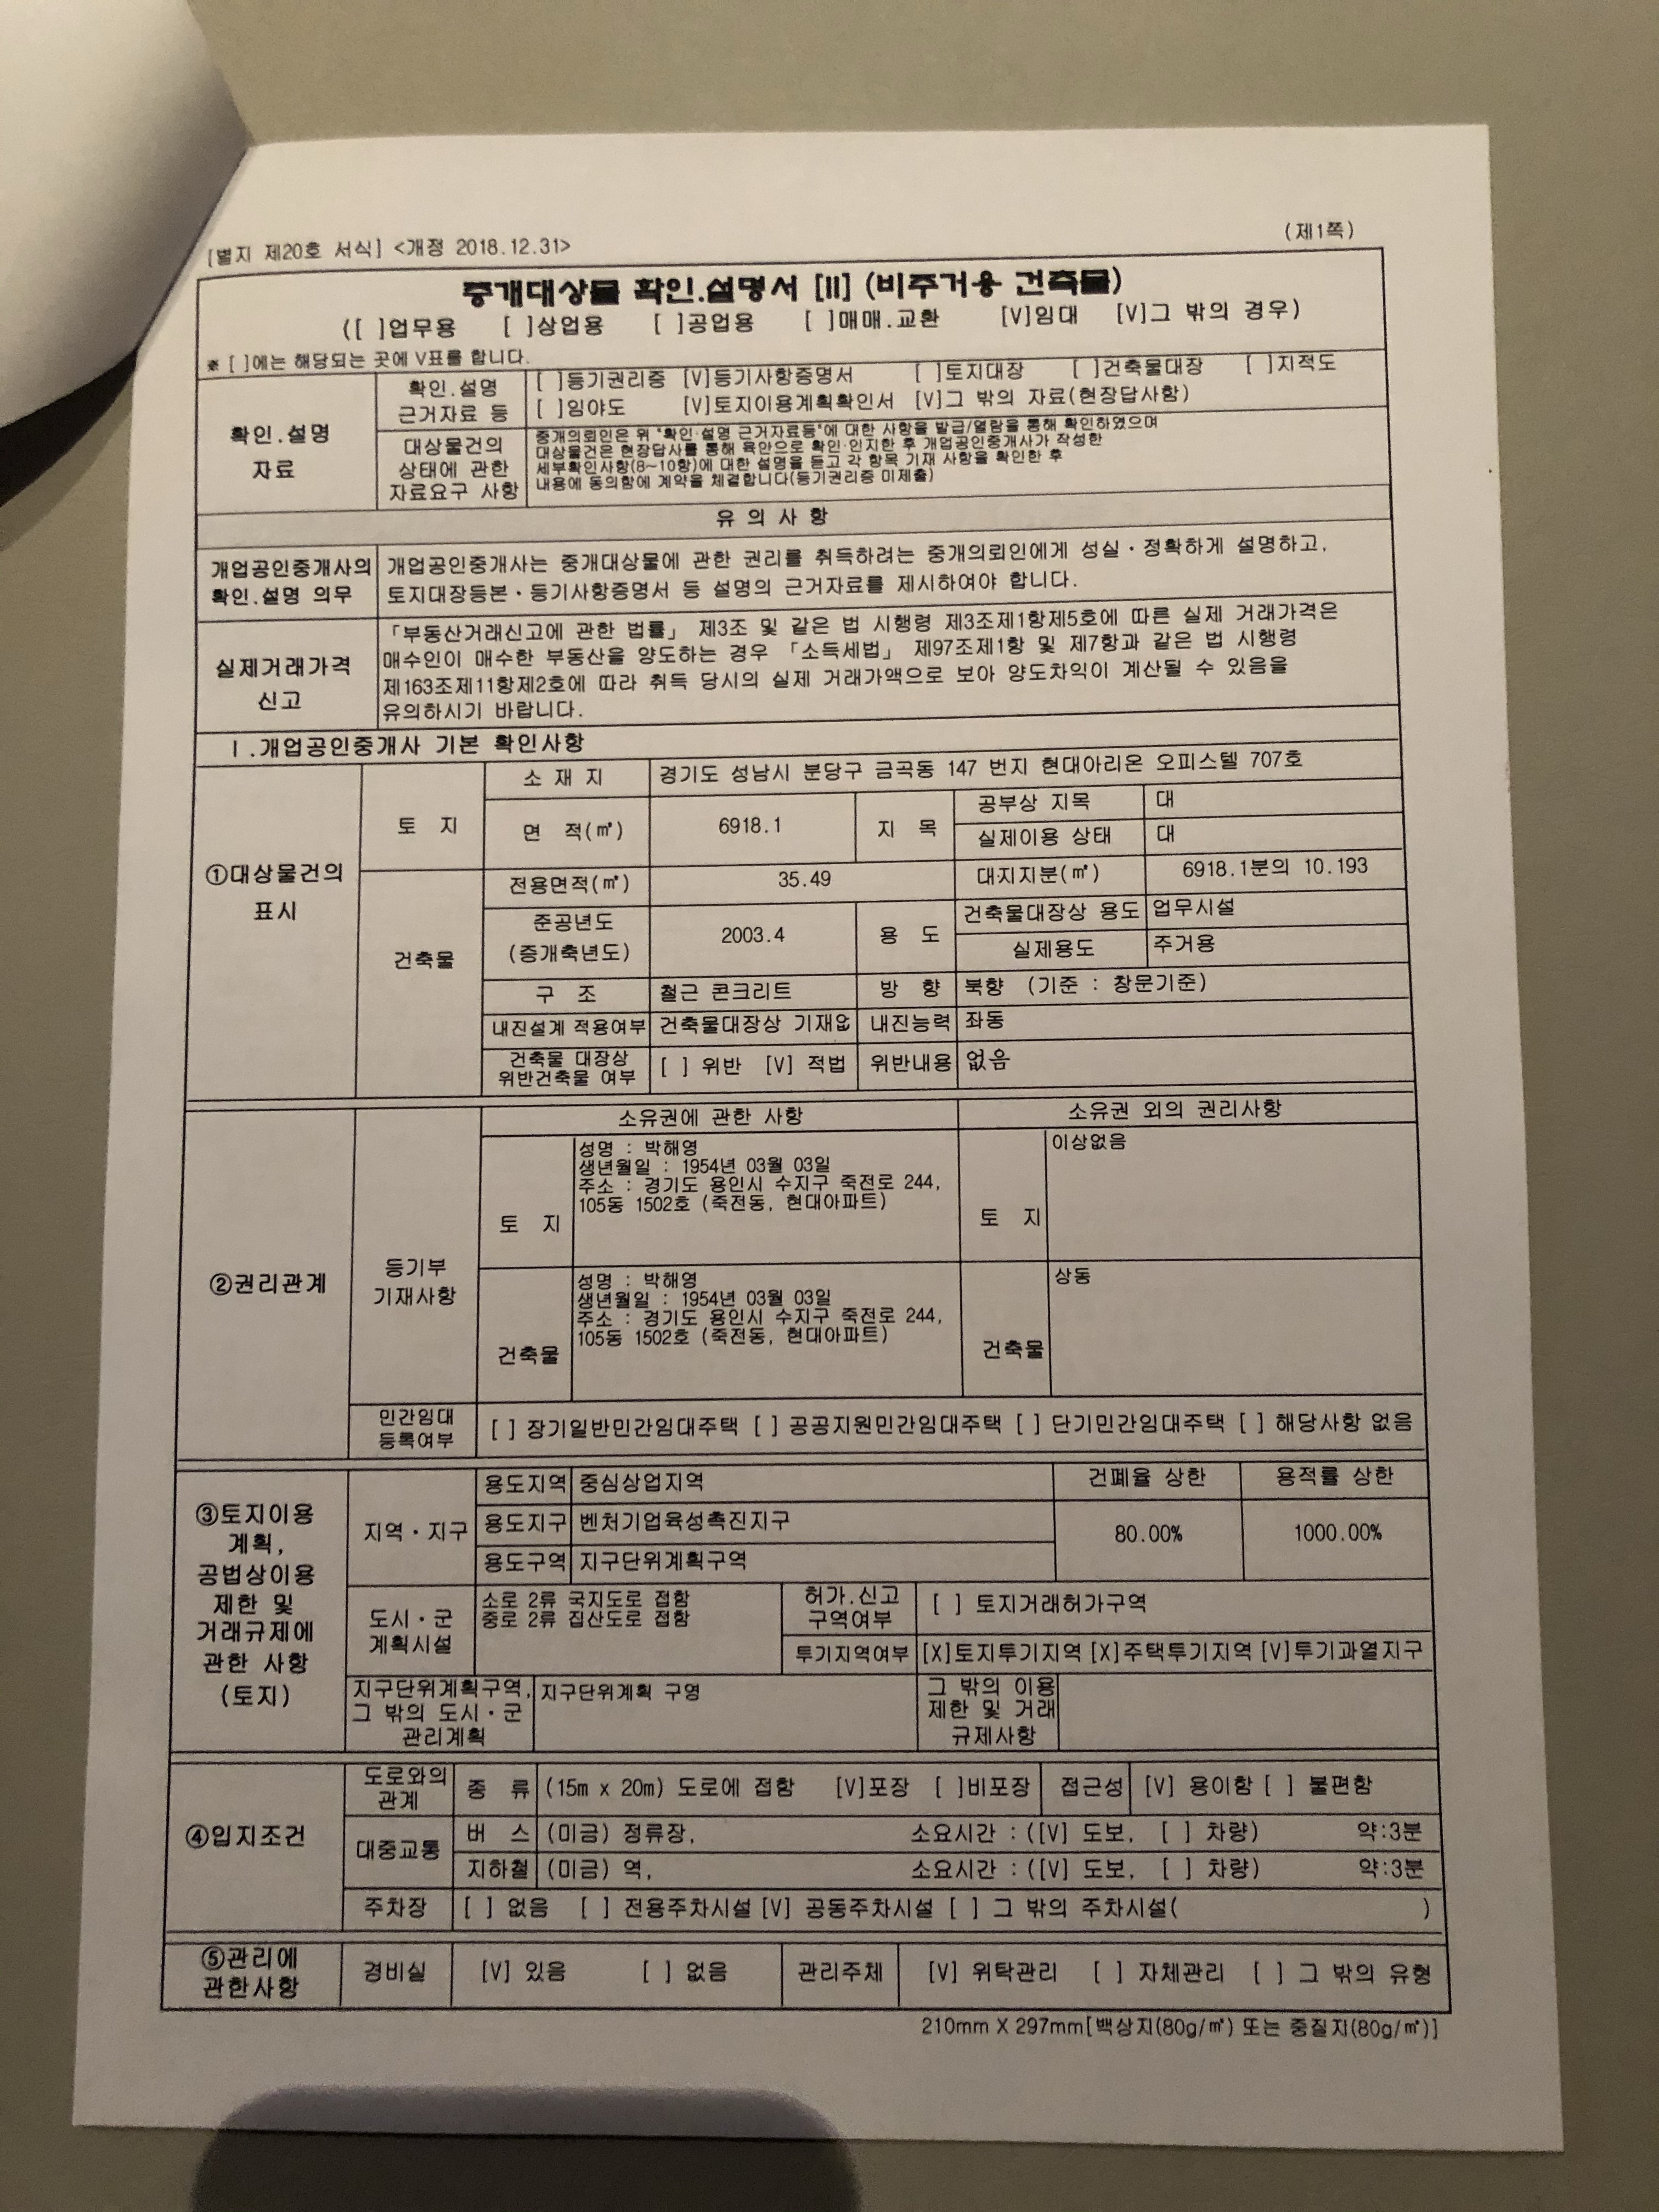 (제1쪽)
[별지 제20호 서식] <개정 2018.12.31>
중개대상물 확인.설명서 [II] (비주거용 건축물)
([ ]업무용 [ ]상업용 [ ]공업용 [ ]매매.교환 [V]임대 [V]그 밖의 경우)
※ [ ]에는 해당되는 곳에 V표를 합니다.
확인.설명 자료
확인.설명 근거자료 등
[ ]등기권리증 [V]등기사항증명서 [ ]토지대장 [ ]건축물대장 [ ]지적도
[ ]임야도 [V]토지이용계획확인서 [V]그 밖의 자료(현장답사함)
대상물건의 상태에 관한 자료요구 사항
중개의뢰인은 위 "확인·설명 근거자료등"에 대한 사항을 발급/열람을 통해 확인하였으며
대상물건은 현장답사를 통해 육안으로 확인·인지한 후 개업공인중개사가 작성한
세부확인사항(8~10항)에 대한 설명을 듣고 각 항목 기재 사항을 확인한 후
내용에 동의함에 계약을 체결합니다(등기권리증 미제출)
유 의 사 항
개업공인중개사의 확인.설명 의무
개업공인중개사는 중개대상물에 관한 권리를 취득하려는 중개의뢰인에게 성실·정확하게 설명하고,
토지대장등본·등기사항증명서 등 설명의 근거자료를 제시하여야 합니다.
실제거래가격 신고
「부동산거래신고에 관한 법률」 제3조 및 같은 법 시행령 제3조제1항제5호에 따른 실제 거래가격은
매수인이 매수한 부동산을 양도하는 경우 「소득세법」 제97조제1항 및 제7항과 같은 법 시행령
제163조제11항제2호에 따라 취득 당시의 실제 거래가액으로 보아 양도차익이 계산될 수 있음을
유의하시기 바랍니다.
Ⅰ.개업공인중개사 기본 확인사항
①대상물건의 표시
토 지
소 재 지 경기도 성남시 분당구 금곡동 147 번지 현대아리온 오피스텔 707호
면 적(㎡) 6918.1 지 목 공부상 지목 대
실제이용 상태 대
건축물
전용면적(㎡) 35.49 대지지분(㎡) 6918.1분의 10.193
준공년도 (증개축년도) 2003.4 용 도 건축물대장상 용도 업무시설
실제용도 주거용
구 조 철근 콘크리트 방 향 북향 (기준 : 창문기준)
내진설계 적용여부 건축물대장상 기재없 내진능력 좌동
건축물 대장상 위반건축물 여부 [ ] 위반 [V] 적법 위반내용 없음
②권리관계
등기부 기재사항
소유권에 관한 사항 소유권 외의 권리사항
토 지
성명 : 박해영
생년월일 : 1954년 03월 03일
주소 : 경기도 용인시 수지구 죽전로 244,
105동 1502호 (죽전동, 현대아파트)
토 지 이상없음
건축물
성명 : 박해영
생년월일 : 1954년 03월 03일
주소 : 경기도 용인시 수지구 죽전로 244,
105동 1502호 (죽전동, 현대아파트)
건축물 상동
민간임대 등록여부 [ ] 장기일반민간임대주택 [ ] 공공지원민간임대주택 [ ] 단기민간임대주택 [ ] 해당사항 없음
③토지이용 계획, 공법상이용 제한 및 거래규제에 관한 사항 (토지)
지역·지구
용도지역 중심상업지역 건폐율 상한 용적률 상한
용도지구 벤처기업육성촉진지구 80.00% 1000.00%
용도구역 지구단위계획구역
도시·군 계획시설
소로 2류 국지도로 접함
중로 2류 집산도로 접함
허가.신고 구역여부 [ ] 토지거래허가구역
투기지역여부 [X]토지투기지역 [X]주택투기지역 [V]투기과열지구
지구단위계획구역, 그 밖의 도시·군 관리계획 지구단위계획 구영
그 밖의 이용 제한 및 거래 규제사항
④입지조건
도로와의 관계 종 류 (15m x 20m) 도로에 접함 [V]포장 [ ]비포장 접근성 [V] 용이함 [ ] 불편함
대중교통
버 스 (미금) 정류장, 소요시간 : ([V] 도보, [ ] 차량) 약:3분
지하철 (미금) 역, 소요시간 : ([V] 도보, [ ] 차량) 약:3분
주차장 [ ] 없음 [ ] 전용주차시설 [V] 공동주차시설 [ ] 그 밖의 주차시설( )
⑤관리에 관한사항
경비실 [V] 있음 [ ] 없음 관리주체 [V] 위탁관리 [ ] 자체관리 [ ] 그 밖의 유형
210mm X 297mm[백상지(80g/㎡) 또는 중질지(80g/㎡)]